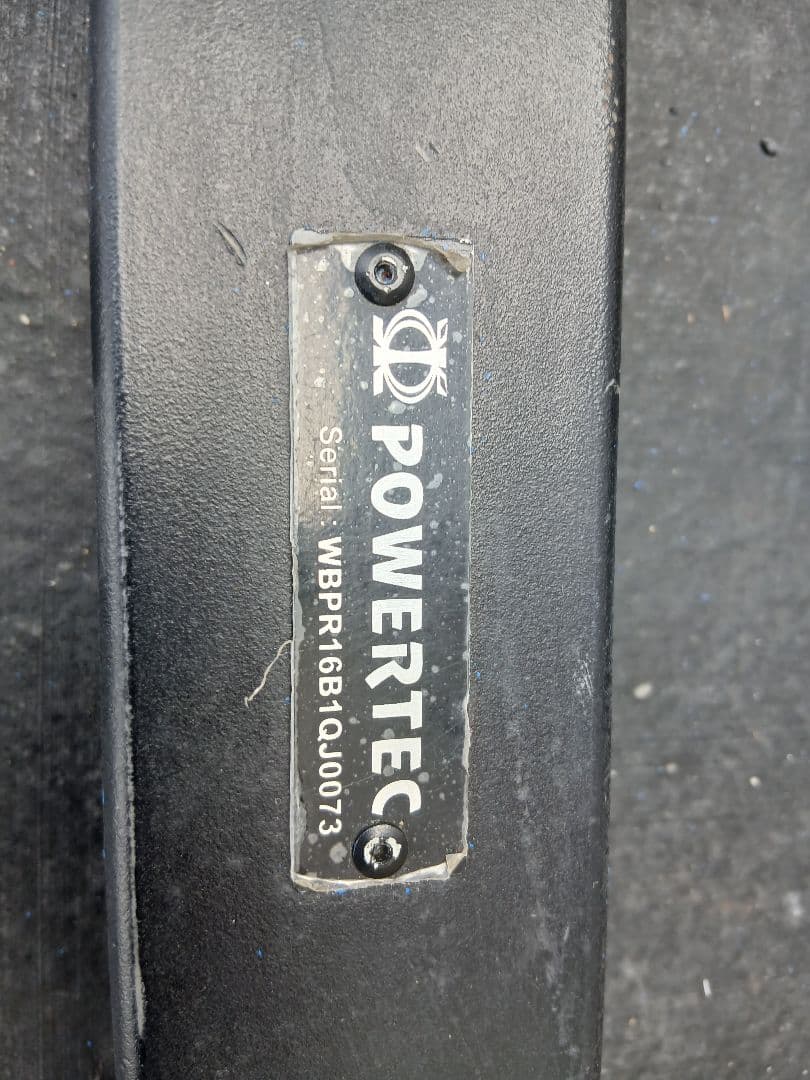 POWERTEC
Serial : WBPR16B1QJ0073